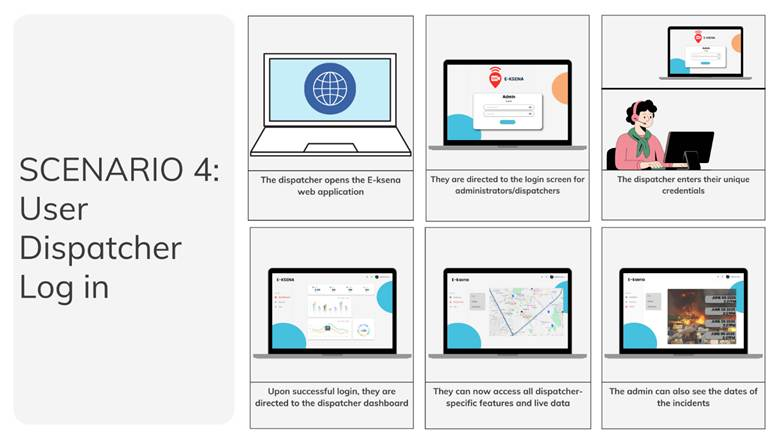 SCENARIO 4:
User
Dispatcher
Log in
The dispatcher opens the E-ksena
web application
E-KSENA
Admin
They are directed to the login screen for
administrators/dispatchers
E-KSENA
Admin
The dispatcher enters their unique
credentials
E-KSENA
Upon successful login, they are
directed to the dispatcher dashboard
E-KSENA
They can now access all dispatcher-
specific features and live data
E-KSENA
The admin can also see the dates of
the incidents